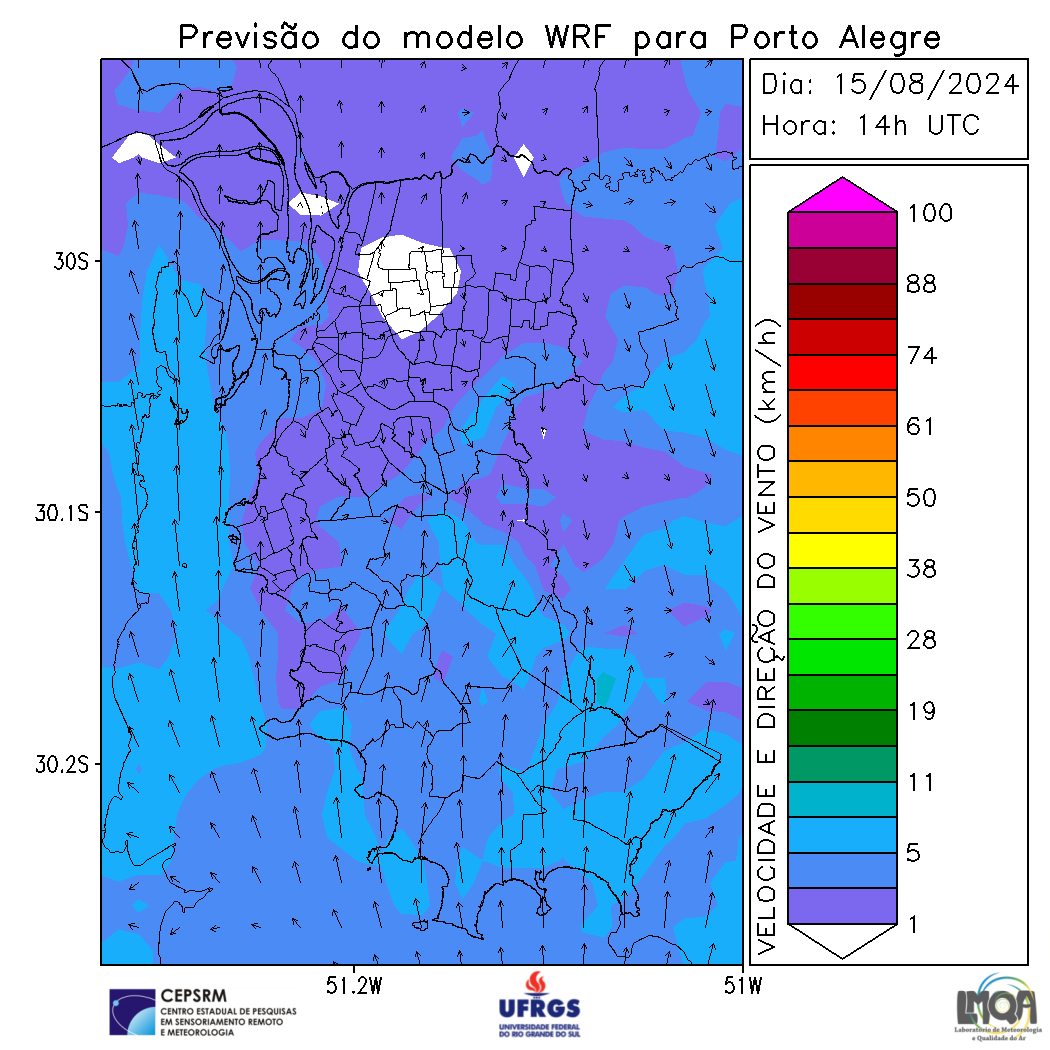 Previsão do modelo WRF para Porto Alegre
Dia: 15/08/2024
Hora: 14h UTC
30S
30.1S
30.2S
51.2W
51W
VELOCIDADE E DIREÇÃO DO VENTO (km/h)
100
88
74
61
50
38
28
19
11
5
1
CEPSRM
CENTRO ESTADUAL DE PESQUISAS
EM SENSORIAMENTO REMOTO
E METEOROLOGIA
UFRGS
UNIVERSIDADE FEDERAL
DO RIO GRANDE DO SUL
LMQA
Laboratório de Meteorologia
e Qualidade do Ar